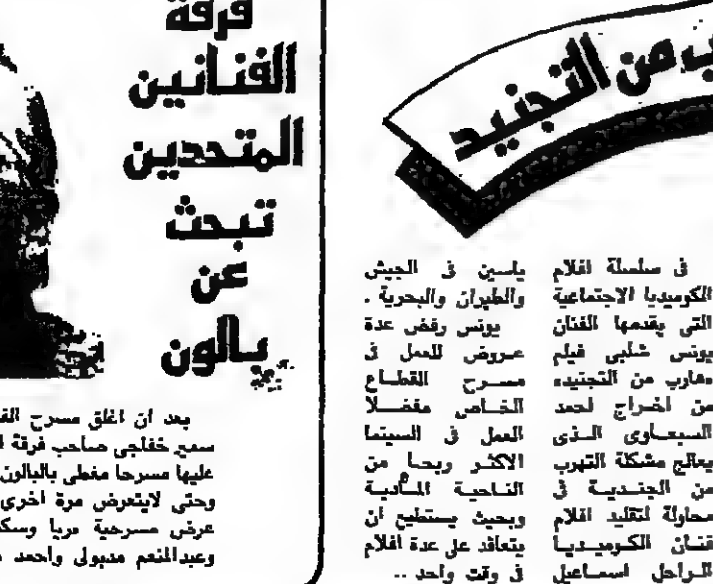 ب من التجنيد
فى سلسلة افلام
الكوميديا الاجتماعية
التى يقدمها الفنان
يونس شلبى فيلم
«هارب من التجنيد»
من اخراج احمد
السبعاوى الذى
يعالج مشكلة التهرب
من الجندية فى
محاولة لتقليد افلام
فنان الكوميديا
الراحل اسماعيل
ياسين فى الجيش
والطيران والبحرية .
يونس رفض عدة
عروض للعمل فى
مسرح القطاع
الخاص مفضلا
العمل فى السينما
الاكثر ربحا من
الناحية المادية
وبحيث يستطيع ان
يتعاقد على عدة افلام
فى وقت واحد ..
فرقة
الفنانين
المتحدين
تبحث
عن
بالون
بعد ان اغلق مسرح الف
سمير خفاجى صاحب فرقة ا
عليها مسرحا مغطى بالبالون
وحتى لايتعرض مرة اخرى
عرض مسرحية ريا وسك
وعبدالمنعم مدبولى واحمد